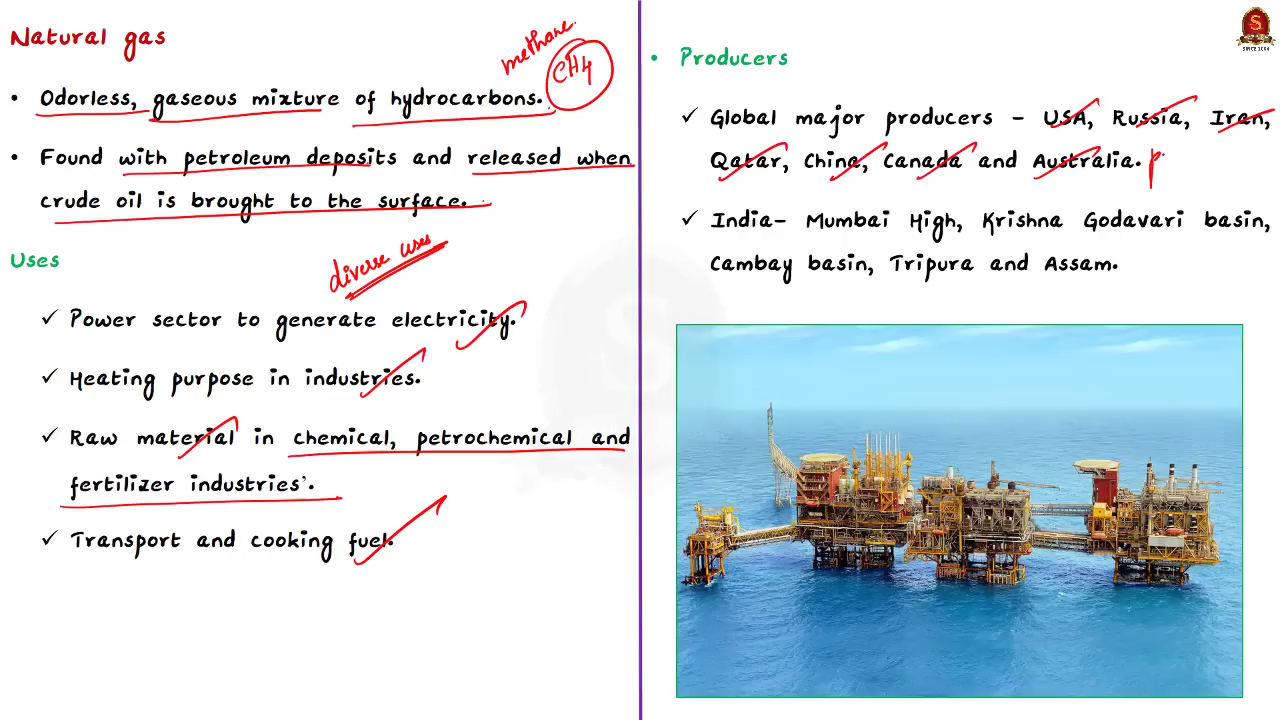 Natural gas
methane.
CH4
• Odorless, gaseous mixture of hydrocarbons.
• Found with petroleum deposits and released when
crude oil is brought to the surface.
Uses
diverse uses
✓ Power sector to generate electricity.
✓ Heating purpose in industries.
✓ Raw material in chemical, petrochemical and
fertilizer industries'.
✓ Transport and cooking fuel.
S
SINCE 2004
• Producers
✓ Global major producers - USA, Russia, Iran,
Qatar, China, Canada and Australia.
✓ India- Mumbai High, Krishna Godavari basin,
Cambay basin, Tripura and Assam.